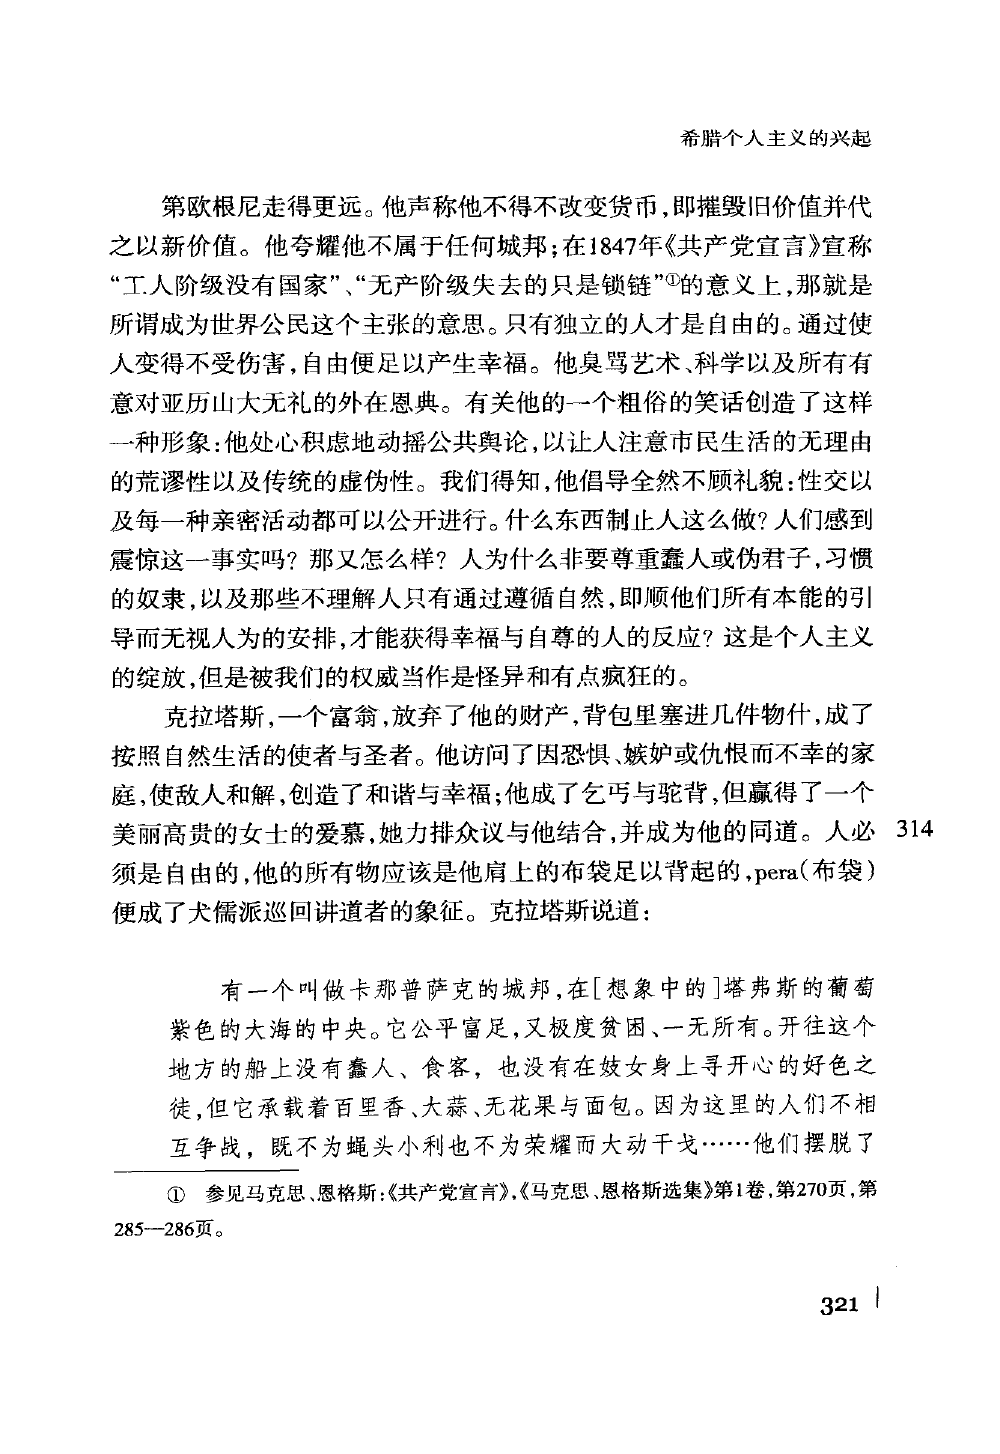 希腊个人主义的兴起
第欧根尼走得更远。他声称他不得不改变货币,即摧毁旧价值并代
之以新价值。他夸耀他不属于任何城邦;在1847年《共产党宣言》宣称
“工人阶级没有国家”、“无产阶级失去的只是锁链”①的意义上,那就是
所谓成为世界公民这个主张的意思。只有独立的人才是自由的。通过使
人变得不受伤害,自由便足以产生幸福。他臭骂艺术、科学以及所有有
意对亚历山大无礼的外在恩典。有关他的一个粗俗的笑话创造了这样
一种形象:他处心积虑地动摇公共舆论,以让人注意市民生活的无理由
的荒谬性以及传统的虚伪性。我们得知,他倡导全然不顾礼貌:性交以
及每一种亲密活动都可以公开进行。什么东西制止人这么做?人们感到
震惊这一事实吗?那又怎么样?人为什么非要尊重蠢人或伪君子,习惯
的奴隶,以及那些不理解人只有通过遵循自然,即顺他们所有本能的引
导而无视人为的安排,才能获得幸福与自尊的人的反应?这是个人主义
的绽放,但是被我们的权威当作是怪异和有点疯狂的。
克拉塔斯,一个富翁,放弃了他的财产,背包里塞进几件物什,成了
按照自然生活的使者与圣者。他访问了因恐惧、嫉妒或仇恨而不幸的家
庭,使敌人和解,创造了和谐与幸福;他成了乞丐与驼背,但赢得了一个
美丽高贵的女士的爱慕,她力排众议与他结合,并成为他的同道。人必 314
须是自由的,他的所有物应该是他肩上的布袋足以背起的,pera(布袋)
便成了犬儒派巡回讲道者的象征。克拉塔斯说道:
有一个叫做卡那普萨克的城邦,在[想象中的]塔弗斯的葡萄
紫色的大海的中央。它公平富足,又极度贫困、一无所有。开往这个
地方的船上没有蠢人、食客,也没有在妓女身上寻开心的好色之
徒,但它承载着百里香、大蒜、无花果与面包。因为这里的人们不相
互争战,既不为蝇头小利也不为荣耀而大动干戈……他们摆脱了
① 参见马克思、恩格斯:《共产党宣言》,《马克思、恩格斯选集》第1卷,第270页,第
285—286页。
321